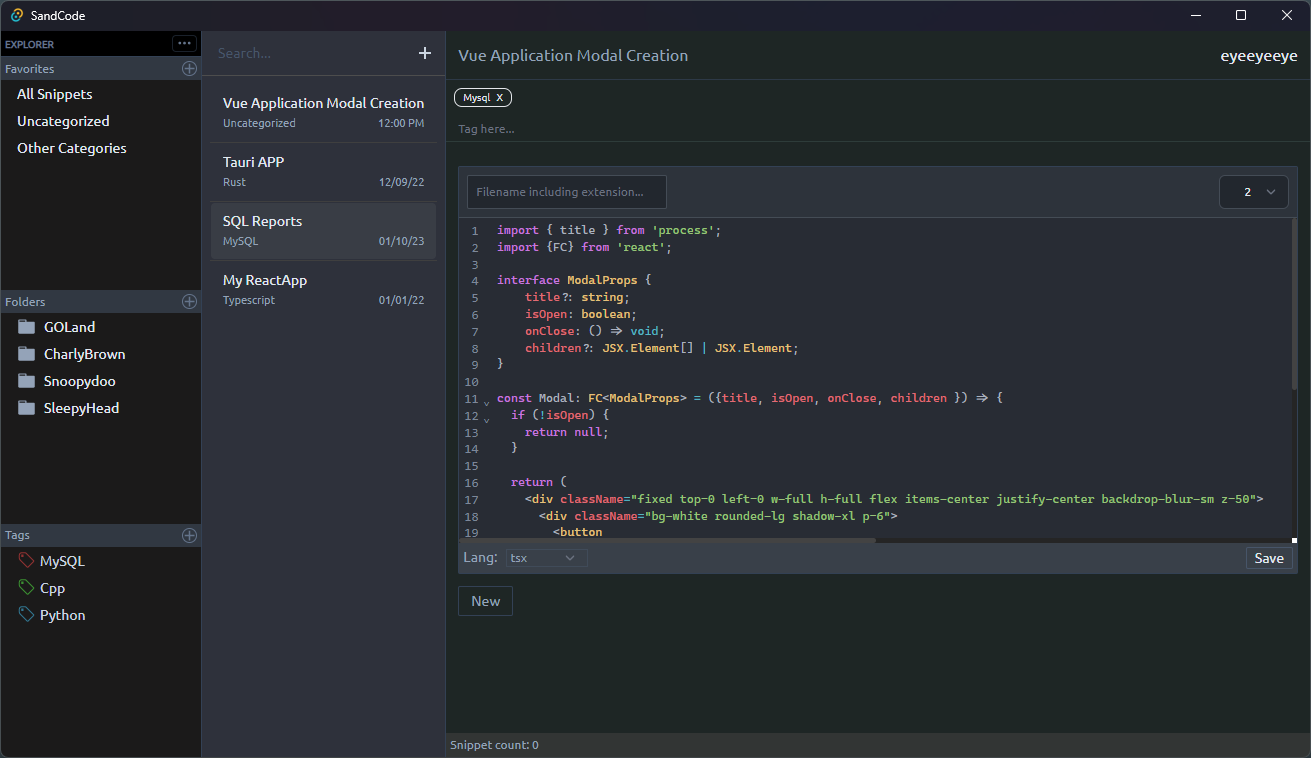 SandCode
EXPLORER
Favorites
All Snippets
Uncategorized
Other Categories
Folders
GOLand
CharlyBrown
Snoopydoo
SleepyHead
Tags
MySQL
Cpp
Python
Search...
Vue Application Modal Creation
Uncategorized 12:00 PM
Tauri APP
Rust 12/09/22
SQL Reports
MySQL 01/10/23
My ReactApp
Typescript 01/01/22
Vue Application Modal Creation eyeeyeeye
Mysql X
Tag here...
Filename including extension... 2
1 import { title } from 'process';
2 import {FC} from 'react';
3
4 interface ModalProps {
5 title?: string;
6 isOpen: boolean;
7 onClose: () => void;
8 children?: JSX.Element[] | JSX.Element;
9 }
10
11 const Modal: FC<ModalProps> = ({title, isOpen, onClose, children }) => {
12 if (!isOpen) {
13 return null;
14 }
15
16 return (
17 <div className="fixed top-0 left-0 w-full h-full flex items-center justify-center backdrop-blur-sm z-50">
18 <div className="bg-white rounded-lg shadow-xl p-6">
19 <button
Lang: tsx Save
New
Snippet count: 0